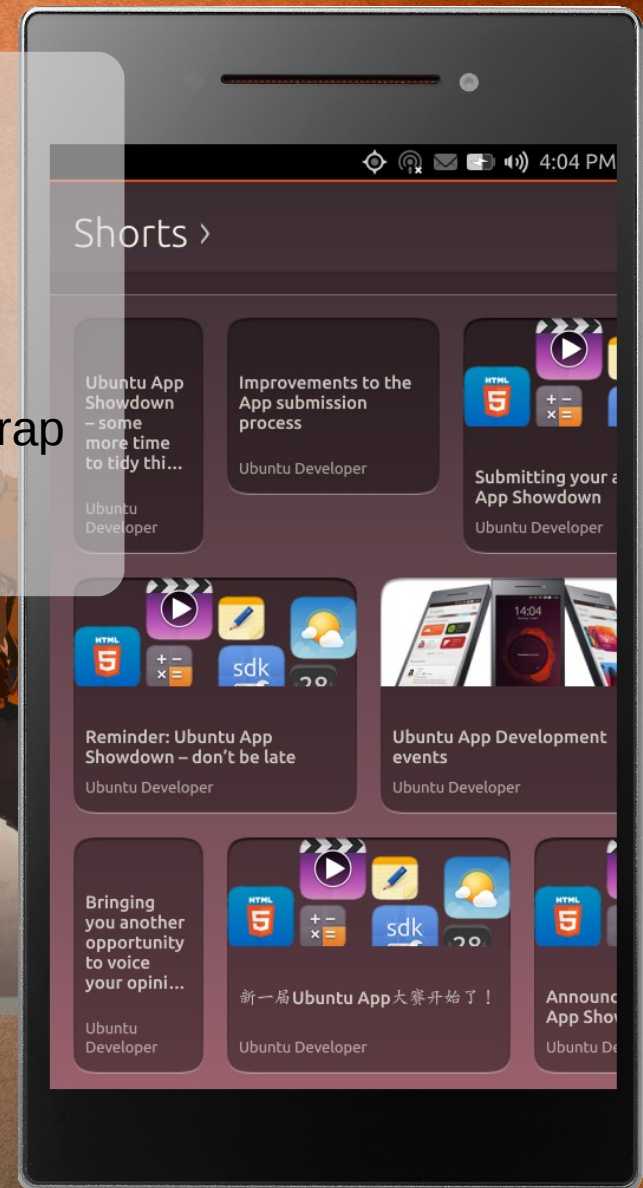 rap
4:04 PM
Shorts ›
Ubuntu App
Showdown
– some
more time
to tidy thi...
Ubuntu
Developer
Improvements to the
App submission
process
Ubuntu Developer
HTML
5
+ −
× =
Submitting your a
App Showdown
Ubuntu Developer
HTML
5
+ −
× =
sdk
28
Reminder: Ubuntu App
Showdown – don't be late
Ubuntu Developer
14:04
Ubuntu App Development
events
Ubuntu Developer
Bringing
you another
opportunity
to voice
your opini...
Ubuntu
Developer
HTML
5
+ −
× =
sdk
28
新一届Ubuntu App大赛开始了！
Ubuntu Developer
HTML
5
Announc
App Show
Ubuntu De